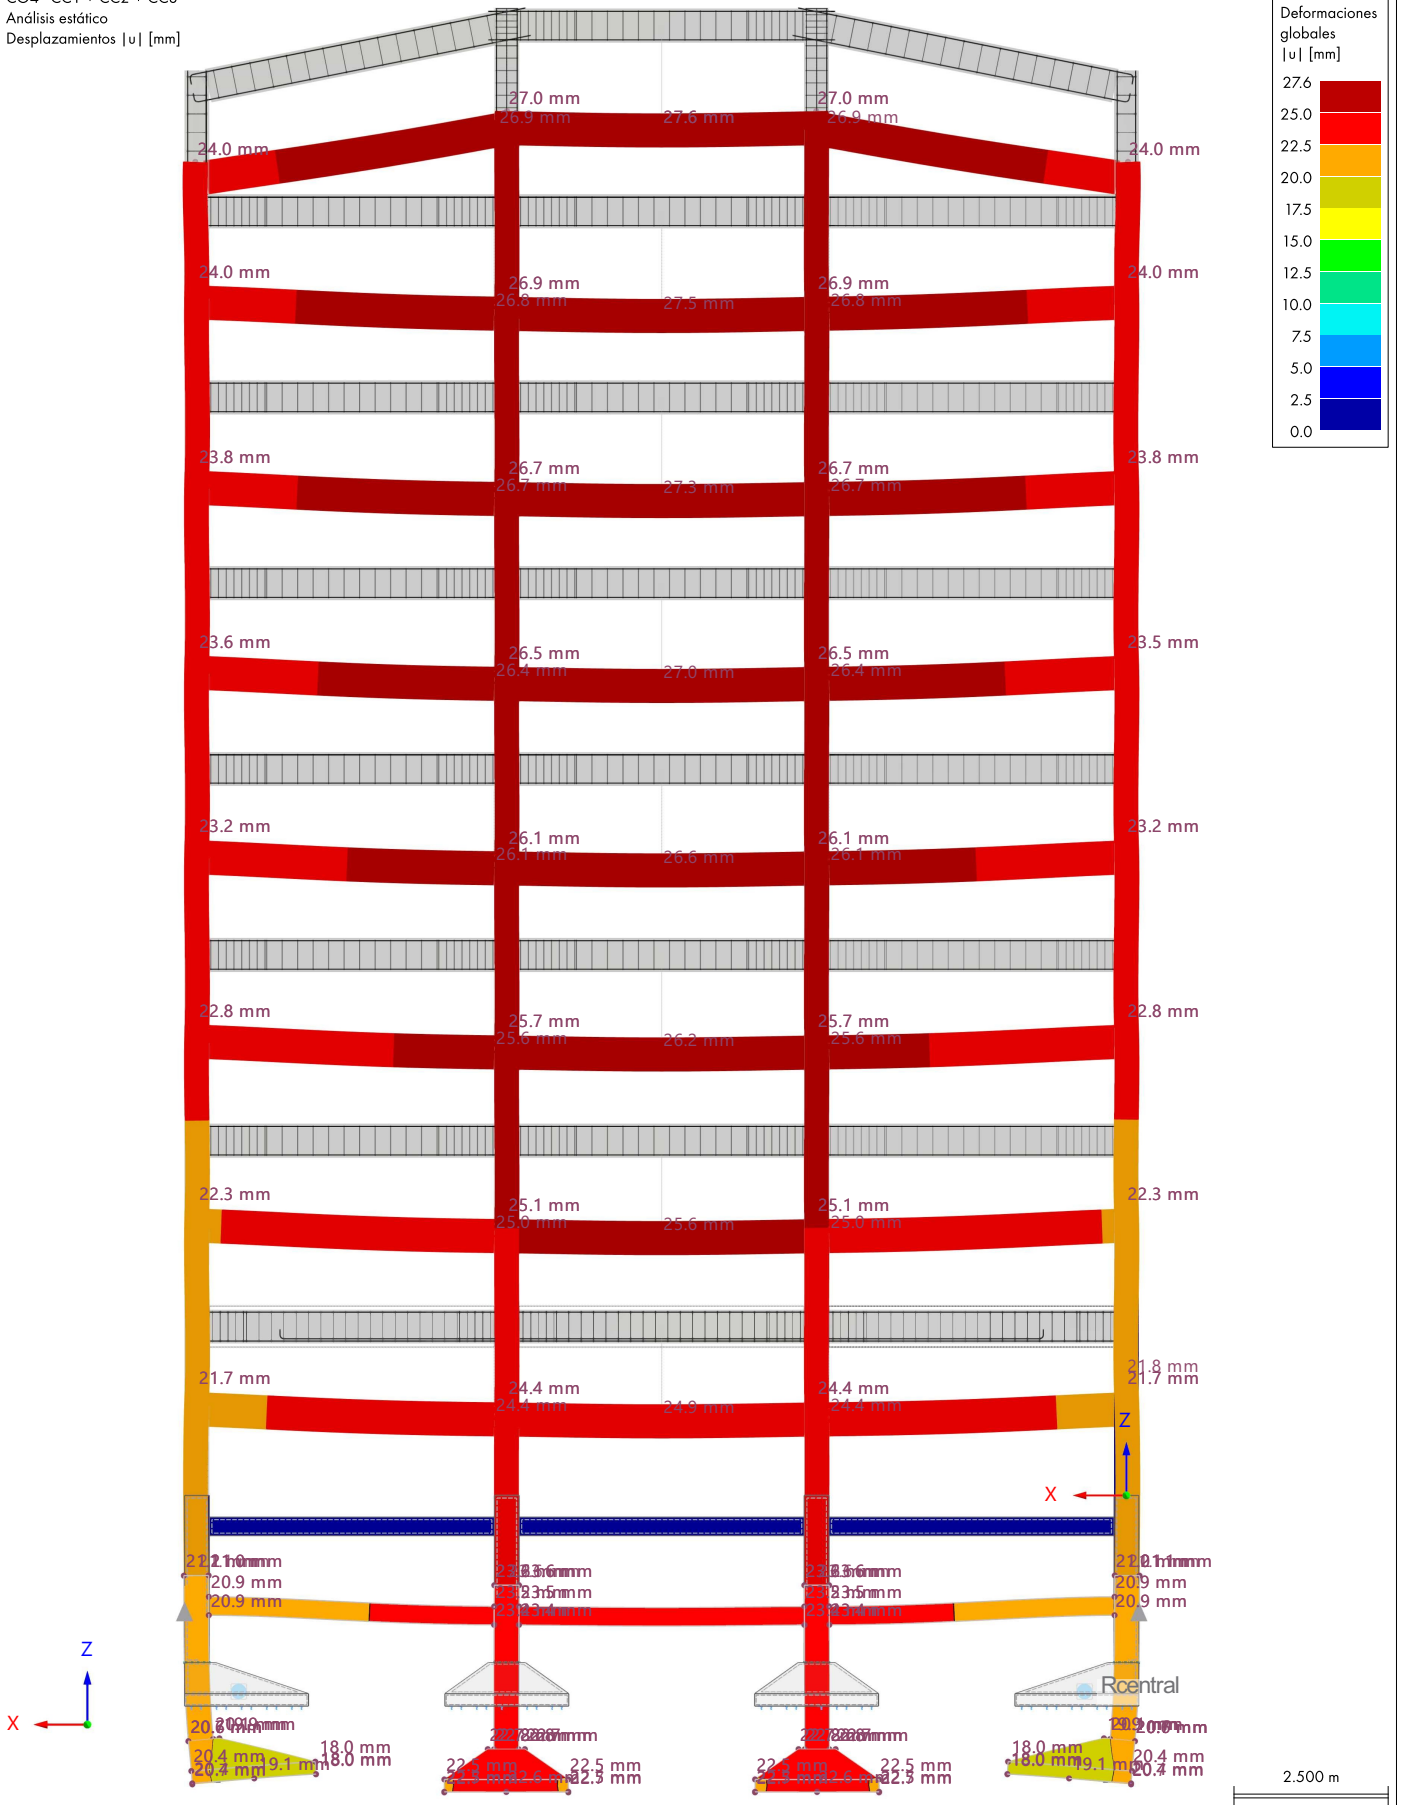 Análisis estático
Desplazamientos |u| [mm]
Deformaciones
globales
|u| [mm]
27.6
25.0
22.5
20.0
17.5
15.0
12.5
10.0
7.5
5.0
2.5
0.0
27.0 mm
27.0 mm
26.9 mm
27.6 mm
26.9 mm
24.0 mm
24.0 mm
24.0 mm
26.9 mm
26.9 mm
24.0 mm
26.8 mm
27.5 mm
26.8 mm
23.8 mm
26.7 mm
26.7 mm
23.8 mm
26.7 mm
27.3 mm
26.7 mm
23.6 mm
26.5 mm
26.5 mm
23.5 mm
26.4 mm
27.0 mm
26.4 mm
23.2 mm
26.1 mm
26.1 mm
23.2 mm
26.1 mm
26.6 mm
26.1 mm
22.8 mm
25.7 mm
25.7 mm
22.8 mm
25.6 mm
26.2 mm
25.6 mm
22.3 mm
25.1 mm
25.1 mm
22.3 mm
25.0 mm
25.6 mm
25.0 mm
21.8 mm
21.7 mm
24.4 mm
24.4 mm
21.7 mm
24.4 mm
24.9 mm
24.4 mm
Z
X
20.9 mm
20.9 mm
20.9 mm
20.9 mm
Z
X
Rcentral
18.0 mm
18.0 mm
20.4 mm
19.1 mm
18.0 mm
22.5 mm
22.5 mm
18.0 mm
19.1 mm
20.4 mm
2.500 m